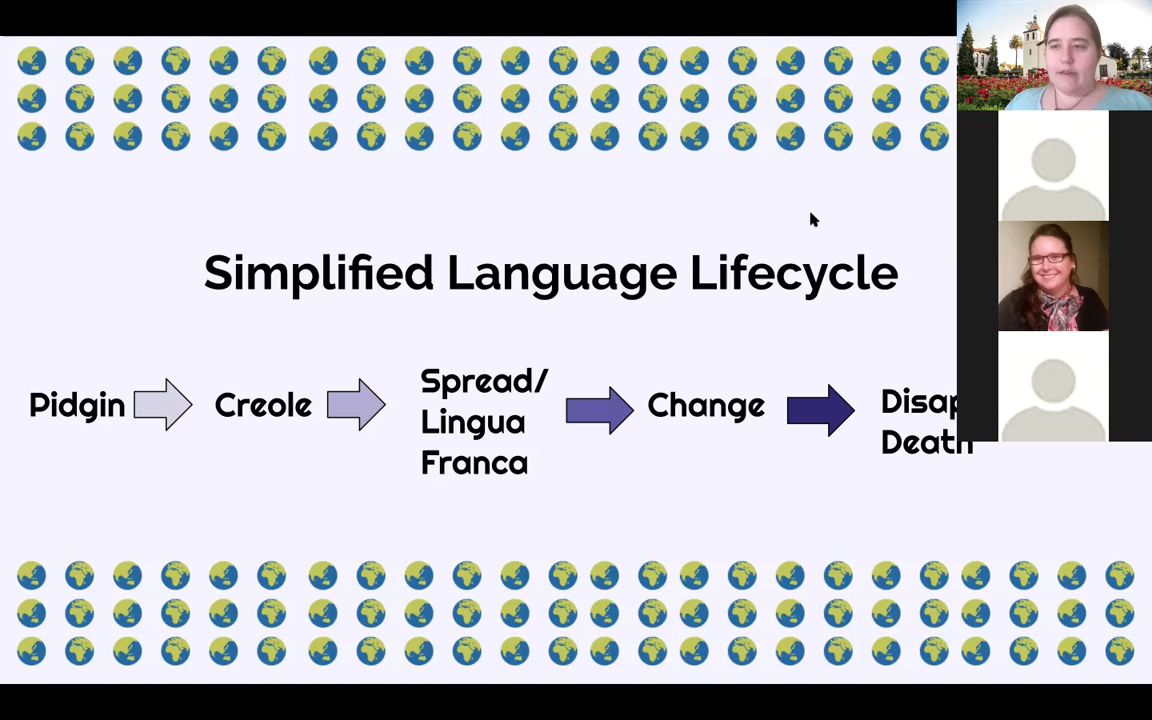 Simplified Language Lifecycle
Pidgin
Creole
Spread/
Lingua
Franca
Change
Death